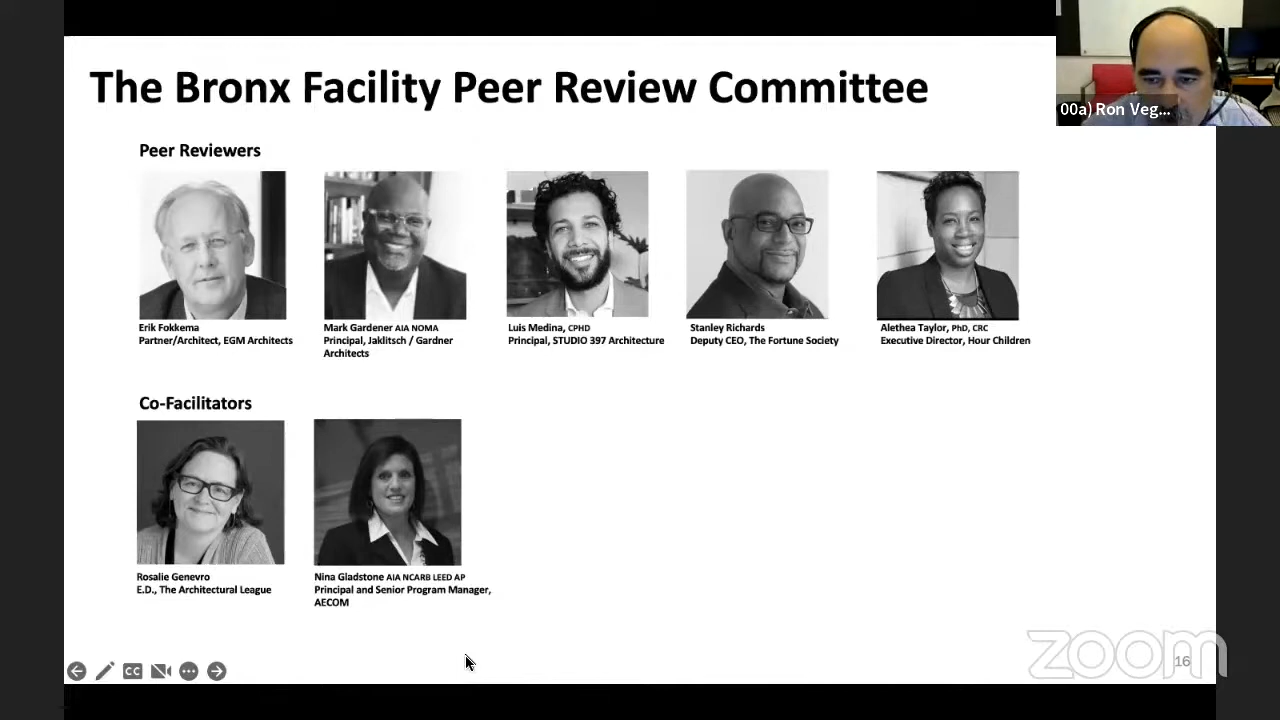 The Bronx Facility Peer Review Committee
00a) Ron Veg...
Peer Reviewers
Erik Fokkema
Partner/Architect, EGM Architects
Mark Gardener AIA NOMA
Principal, Jaklitsch / Gardner
Architects
Luis Medina, CPHD
Principal, STUDIO 397 Architecture
Stanley Richards
Deputy CEO, The Fortune Society
Alethea Taylor, PhD, CRC
Executive Director, Hour Children
Co-Facilitators
Rosalie Genevro
E.D., The Architectural League
Nina Gladstone AIA NCARB LEED AP
Principal and Senior Program Manager,
AECOM
CC
zoom
16